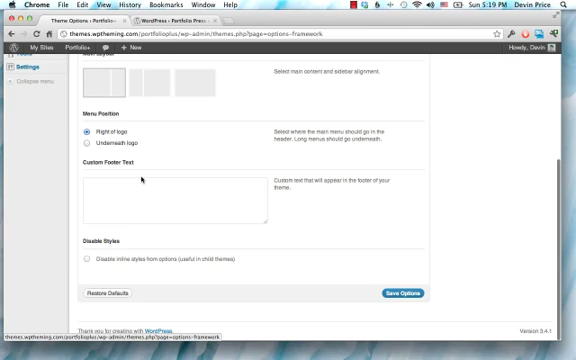 Chrome File Edit View History Bookmarks Window Help Sun 5:19 PM Devin Price
Theme Options ‹ Portfolio+ WordPress › Portfolio Press
themes.wptheming.com/portfolioplus/wp-admin/themes.php?page=options-framework
My Sites Portfolio+ + New Howdy, Devin
Settings
Collapse menu
Select main content and sidebar alignment.
Menu Position
Right of logo
Underneath logo
Select where the main menu should go in the
header. Long menus should go underneath.
Custom Footer Text
Custom text that will appear in the footer of your
theme.
Disable Styles
Disable inline styles from options (useful in child themes)
Restore Defaults
Save Options
Thank you for creating with WordPress. Version 3.4.1
themes.wptheming.com/portfolioplus/wp-admin/themes.php?page=options-framework